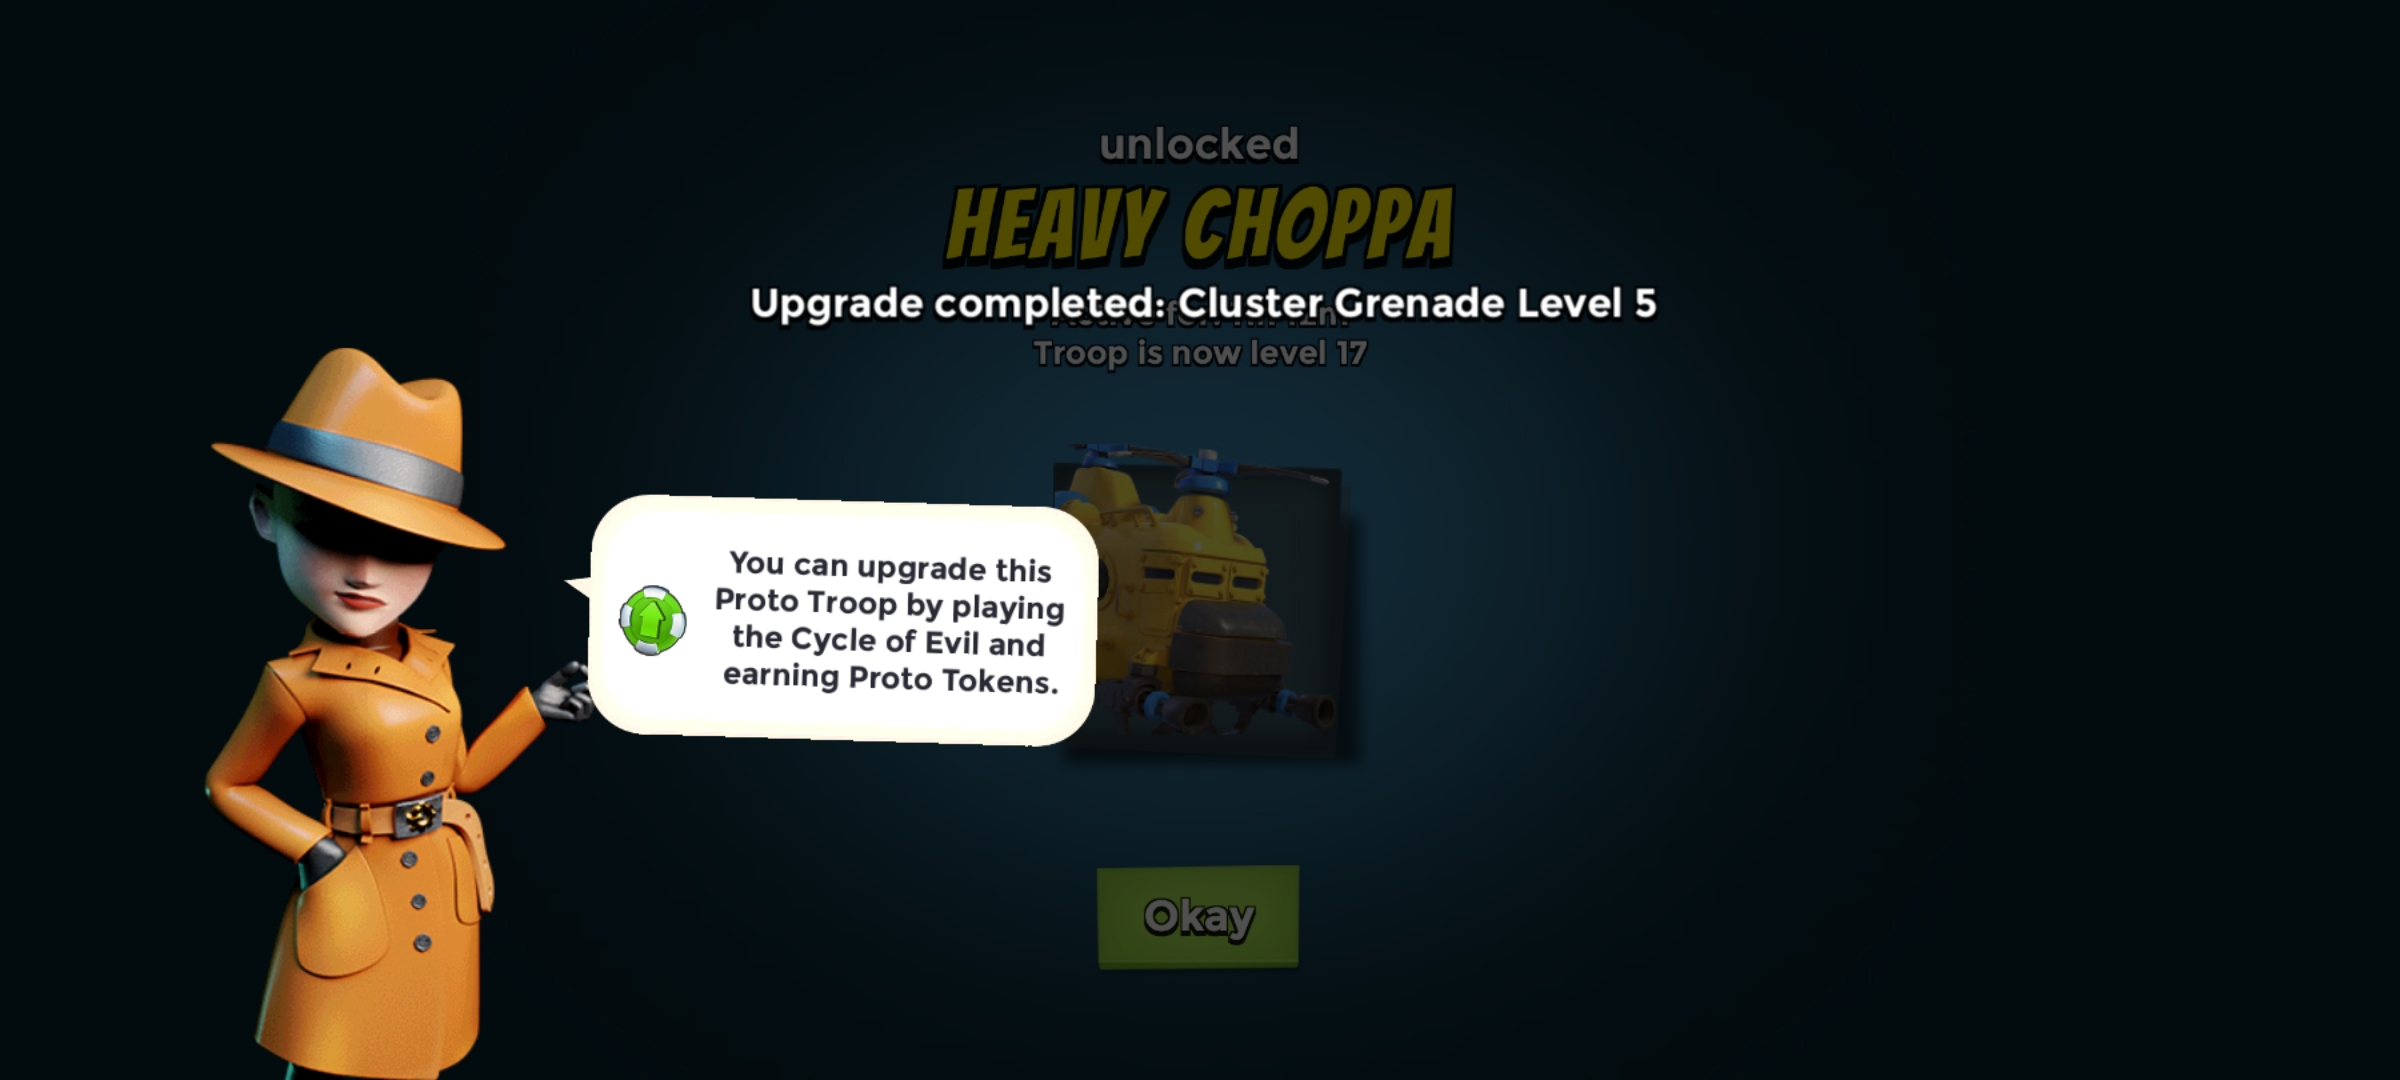 unlocked
HEAVY CHOPPA
Upgrade completed: Cluster Grenade Level 5
Troop is now level 17
You can upgrade this
Proto Troop by playing
the Cycle of Evil and
earning Proto Tokens.
Okay